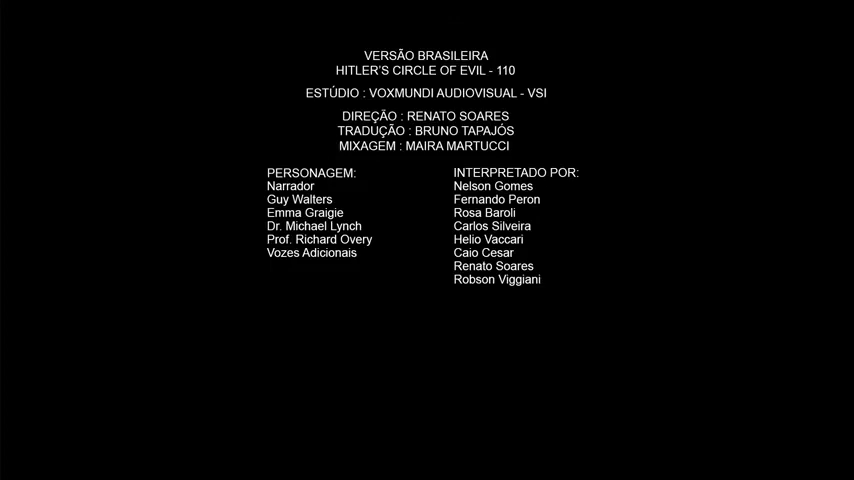 VERSÃO BRASILEIRA
HITLER'S CIRCLE OF EVIL - 110
ESTÚDIO : VOXMUNDI AUDIOVISUAL - VSI
DIREÇÃO : RENATO SOARES
TRADUÇÃO : BRUNO TAPAJÓS
MIXAGEM : MAIRA MARTUCCI
PERSONAGEM: INTERPRETADO POR:
Narrador Nelson Gomes
Guy Walters Fernando Peron
Emma Graigie Rosa Baroli
Dr. Michael Lynch Carlos Silveira
Prof. Richard Overy Helio Vaccari
Vozes Adicionais Caio Cesar
Renato Soares
Robson Viggiani